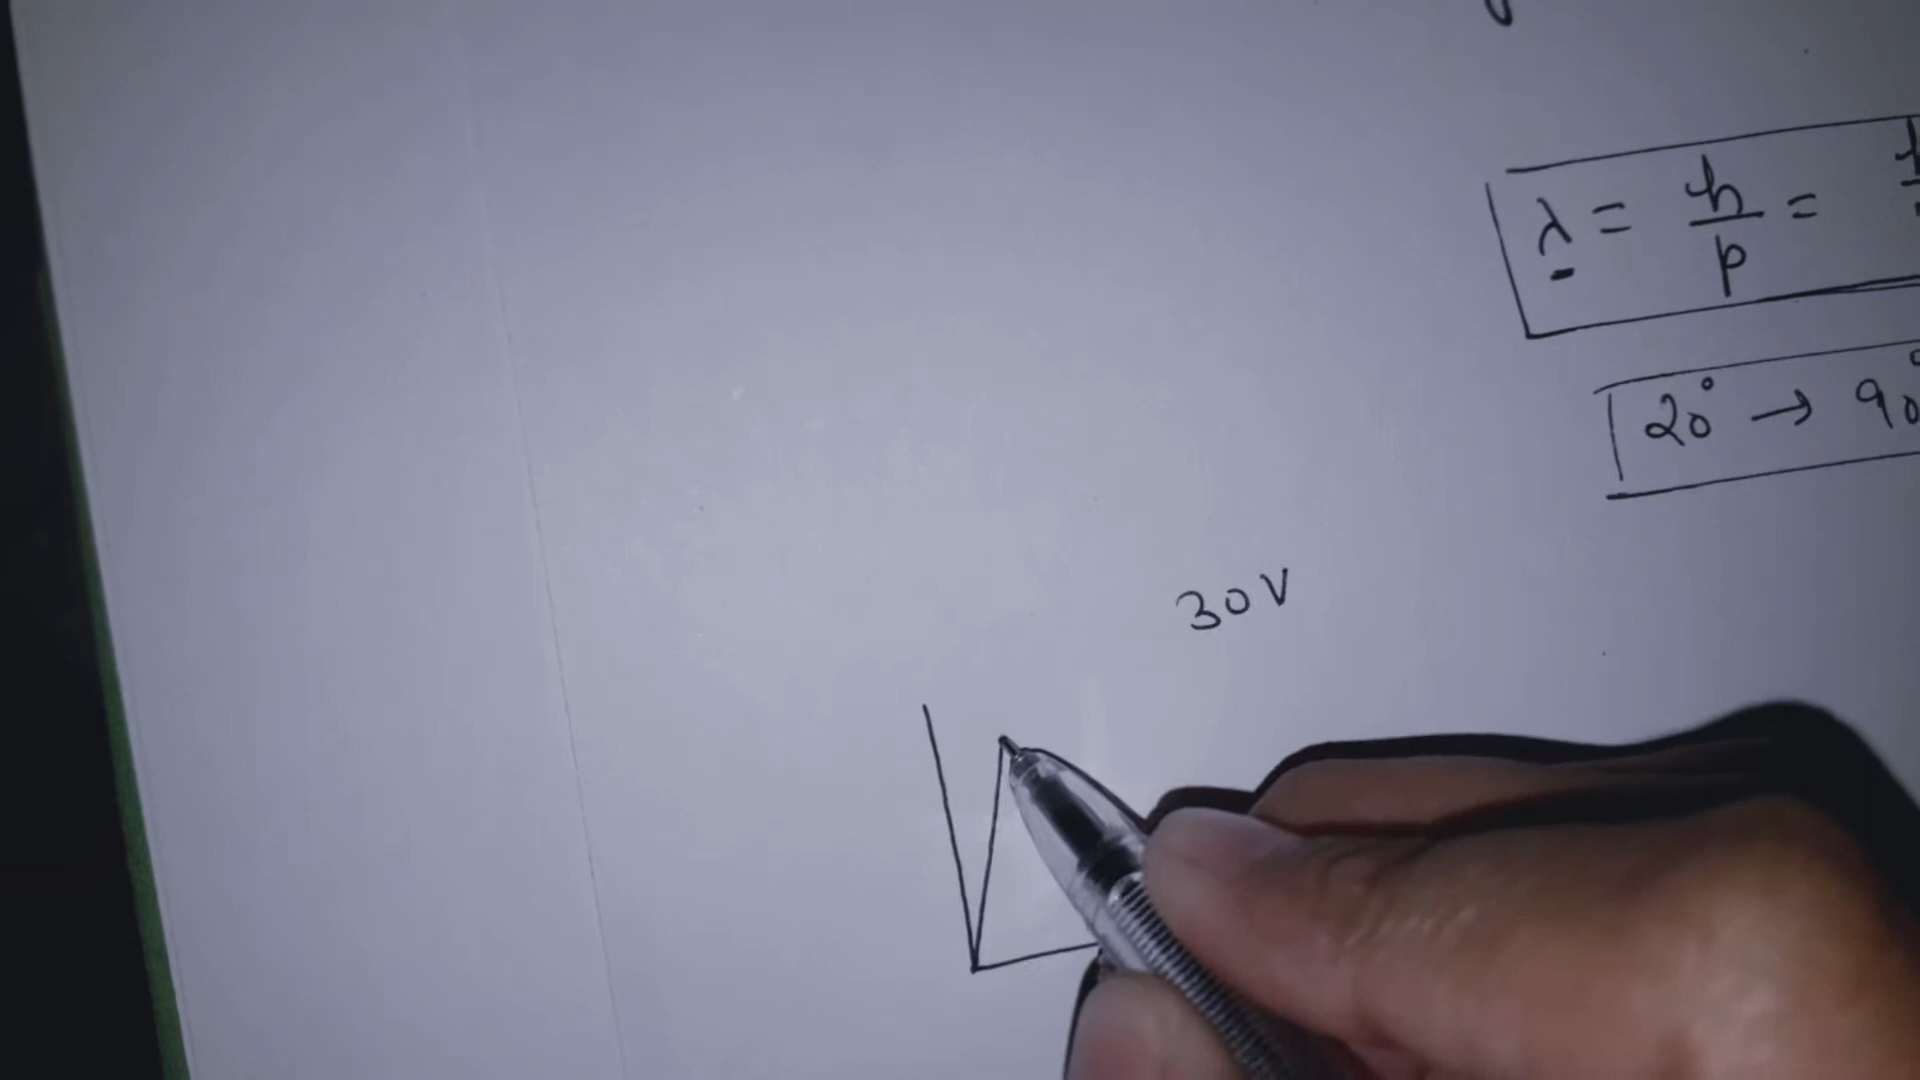 λ = h/p =
20° → 90°
30V